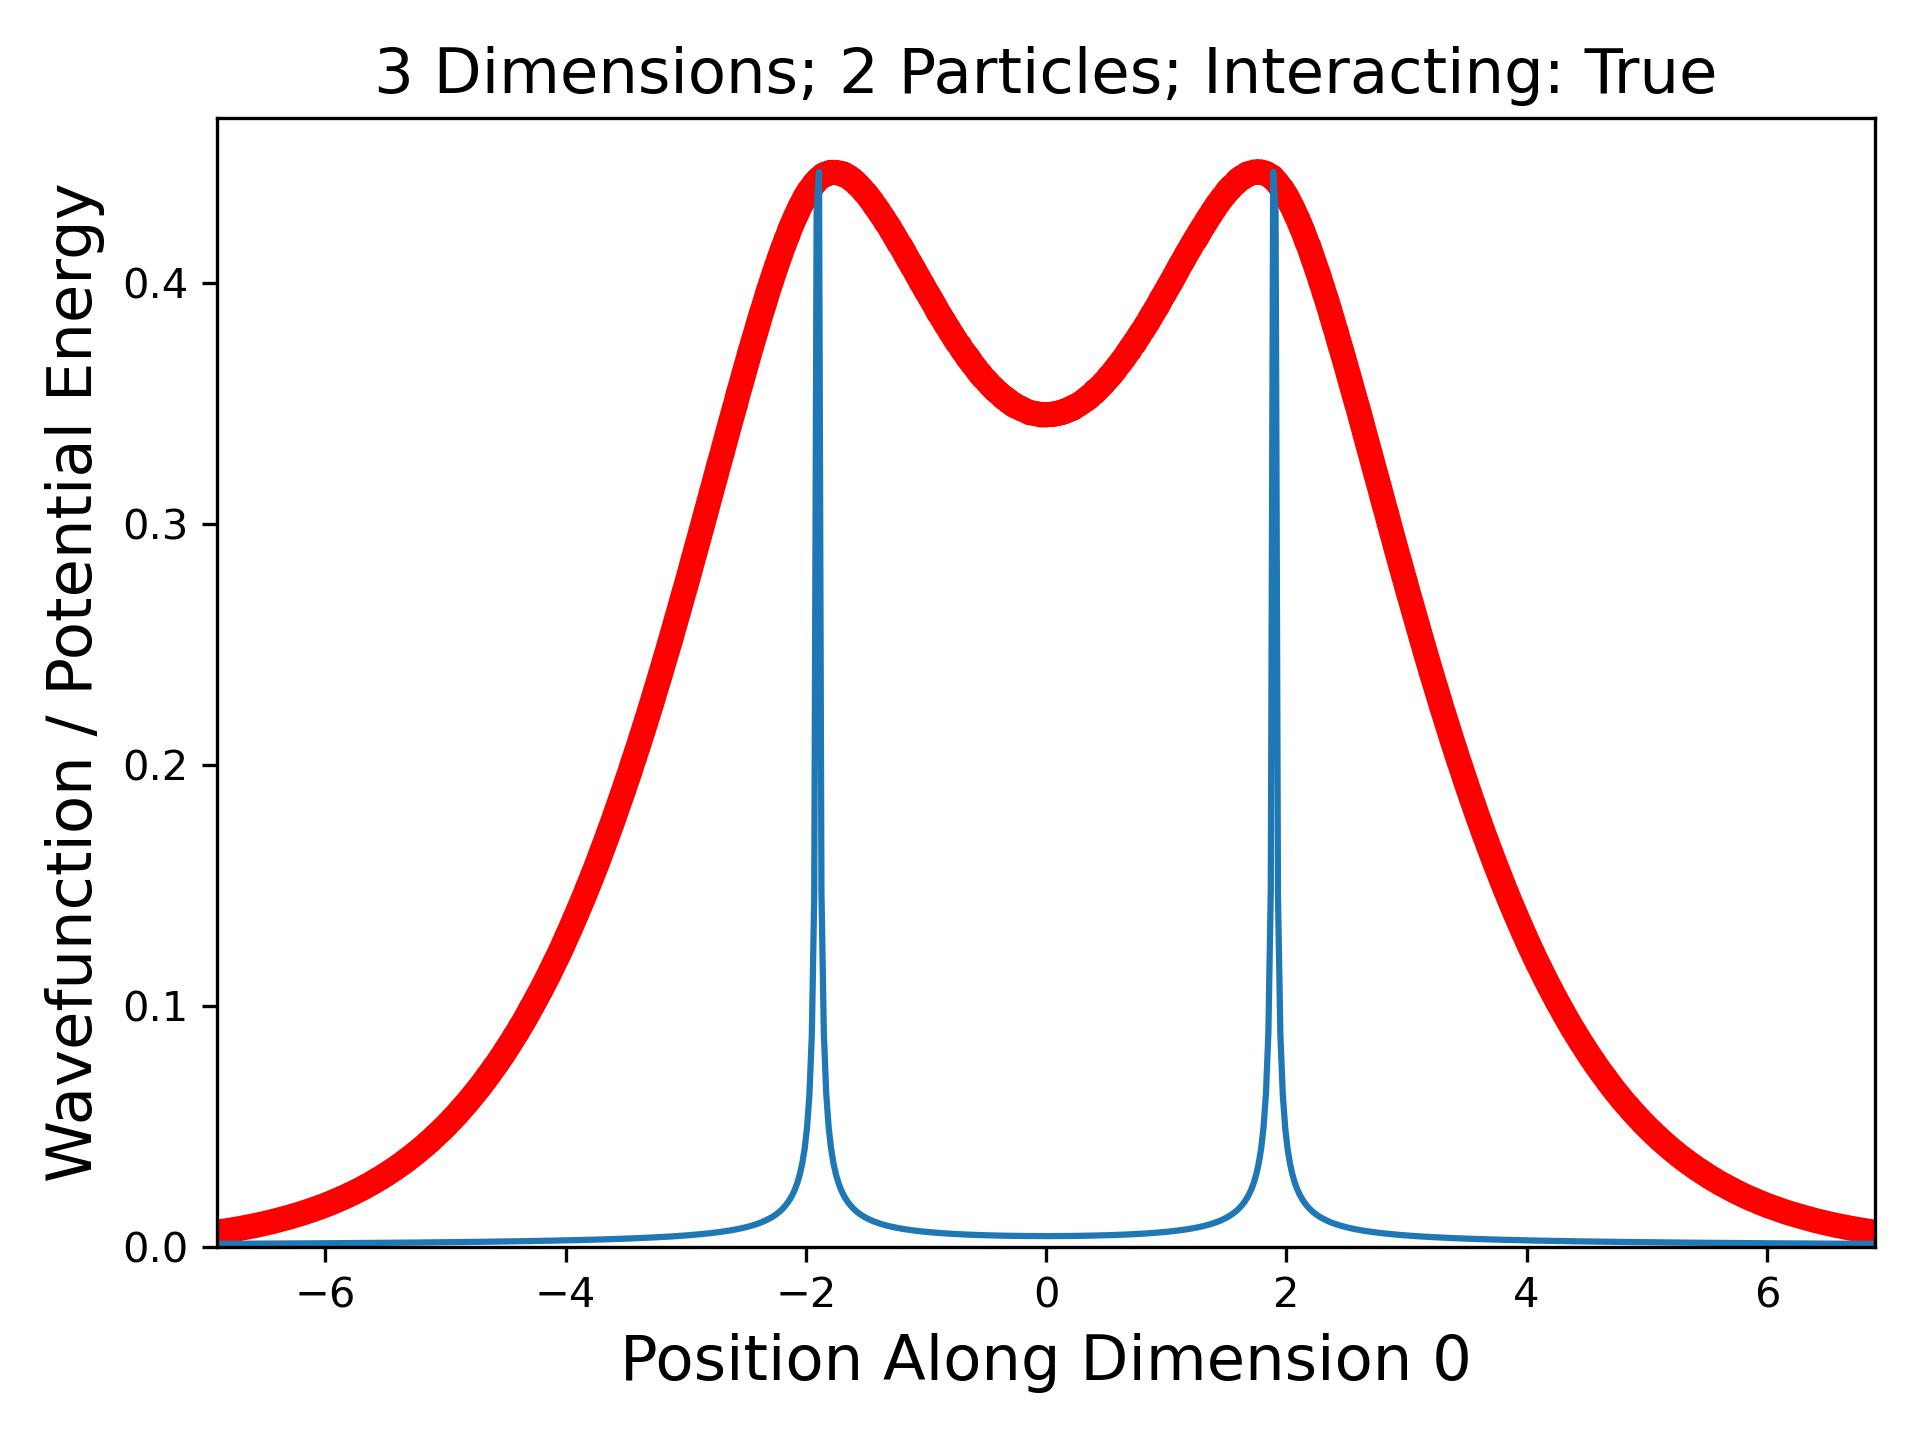 3 Dimensions; 2 Particles; Interacting: True
Wavefunction / Potential Energy
0.4
0.3
0.2
0.1
0.0
−6 −4 −2 0 2 4 6
Position Along Dimension 0